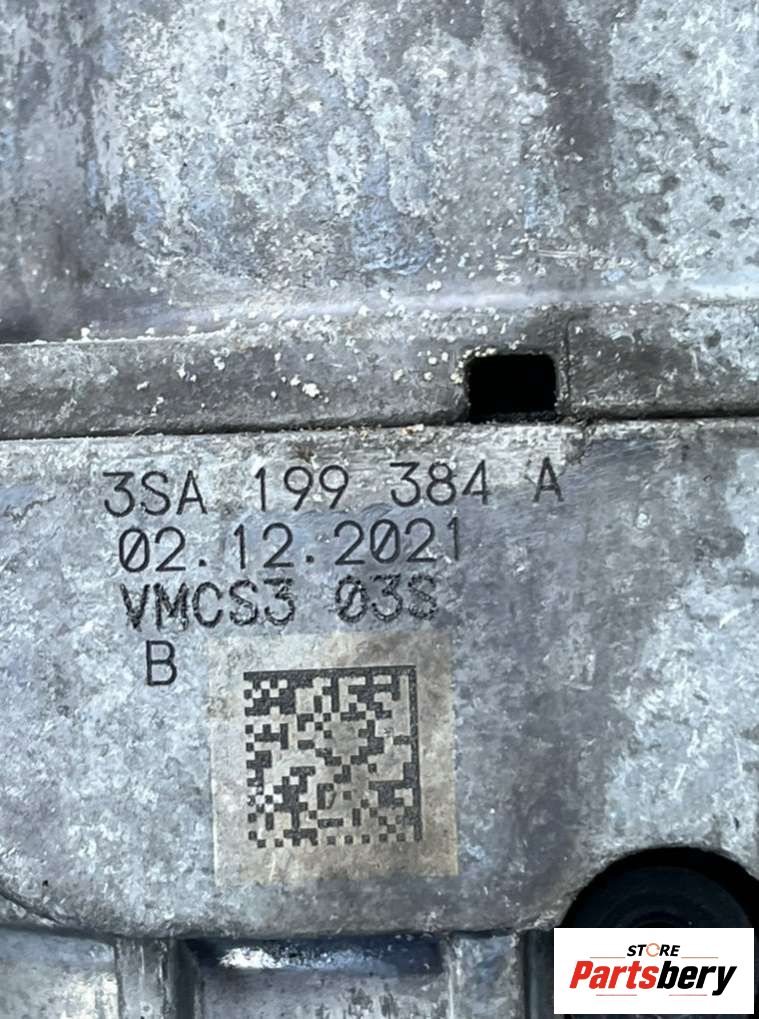 3SA 199 384 A
02.12.2021
VMCS3 03S
B
STORE
Partsbery